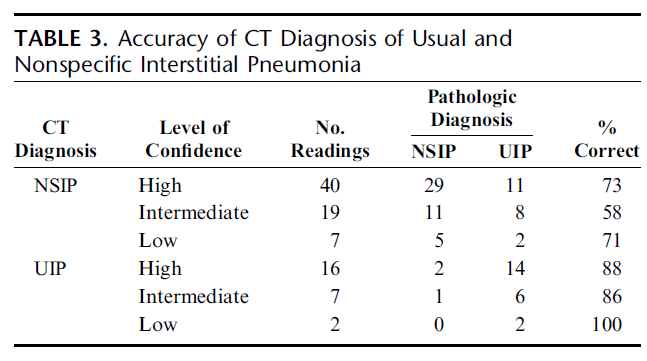 TABLE 3. Accuracy of CT Diagnosis of Usual and
Nonspecific Interstitial Pneumonia
Pathologic
Diagnosis
CT Level of No. %
Diagnosis Confidence Readings NSIP UIP Correct
NSIP High 40 29 11 73
Intermediate 19 11 8 58
Low 7 5 2 71
UIP High 16 2 14 88
Intermediate 7 1 6 86
Low 2 0 2 100